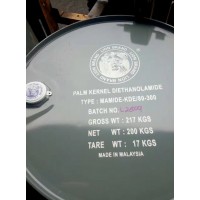 PALM KERNEL DIETHANOLAMIDE
TYPE : MAMIDE-KDE/80-300
BATCH NO.
GROSS WT : 217 KGS
NET WT : 200 KGS
TARE WT : 17 KGS
MADE IN MALAYSIA